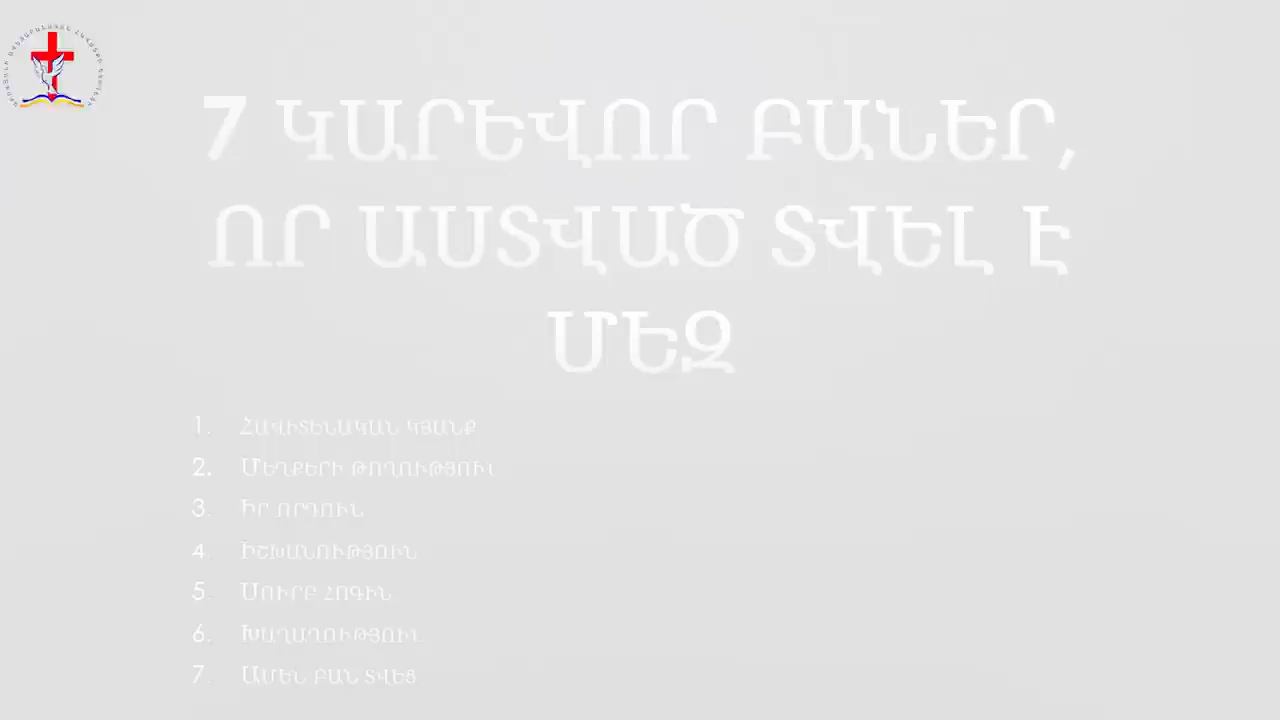 7 ԿԱՐԵՎՈՐ ԲԱՆԵՐ,
ՈՐ ԱՍՏՎԱԾ ՏՎԵԼ Է
ՄԵԶ
1. ՀԱՎԻՏԵՆԱԿԱՆ ԿՅԱՆՔ
2. ՄԵՂՔԵՐԻ ԹՈՂՈՒԹՅՈՒՆ
3. ԻՐ ՈՐԴՈՒՆ
4. ԻՇԽԱՆՈՒԹՅՈՒՆ
5. ՍՈՒՐԲ ՀՈԳԻՆ
6. ԽԱՂԱՂՈՒԹՅՈՒՆ
7. ԱՄԵՆ ԲԱՆ ՏՎԵՑ